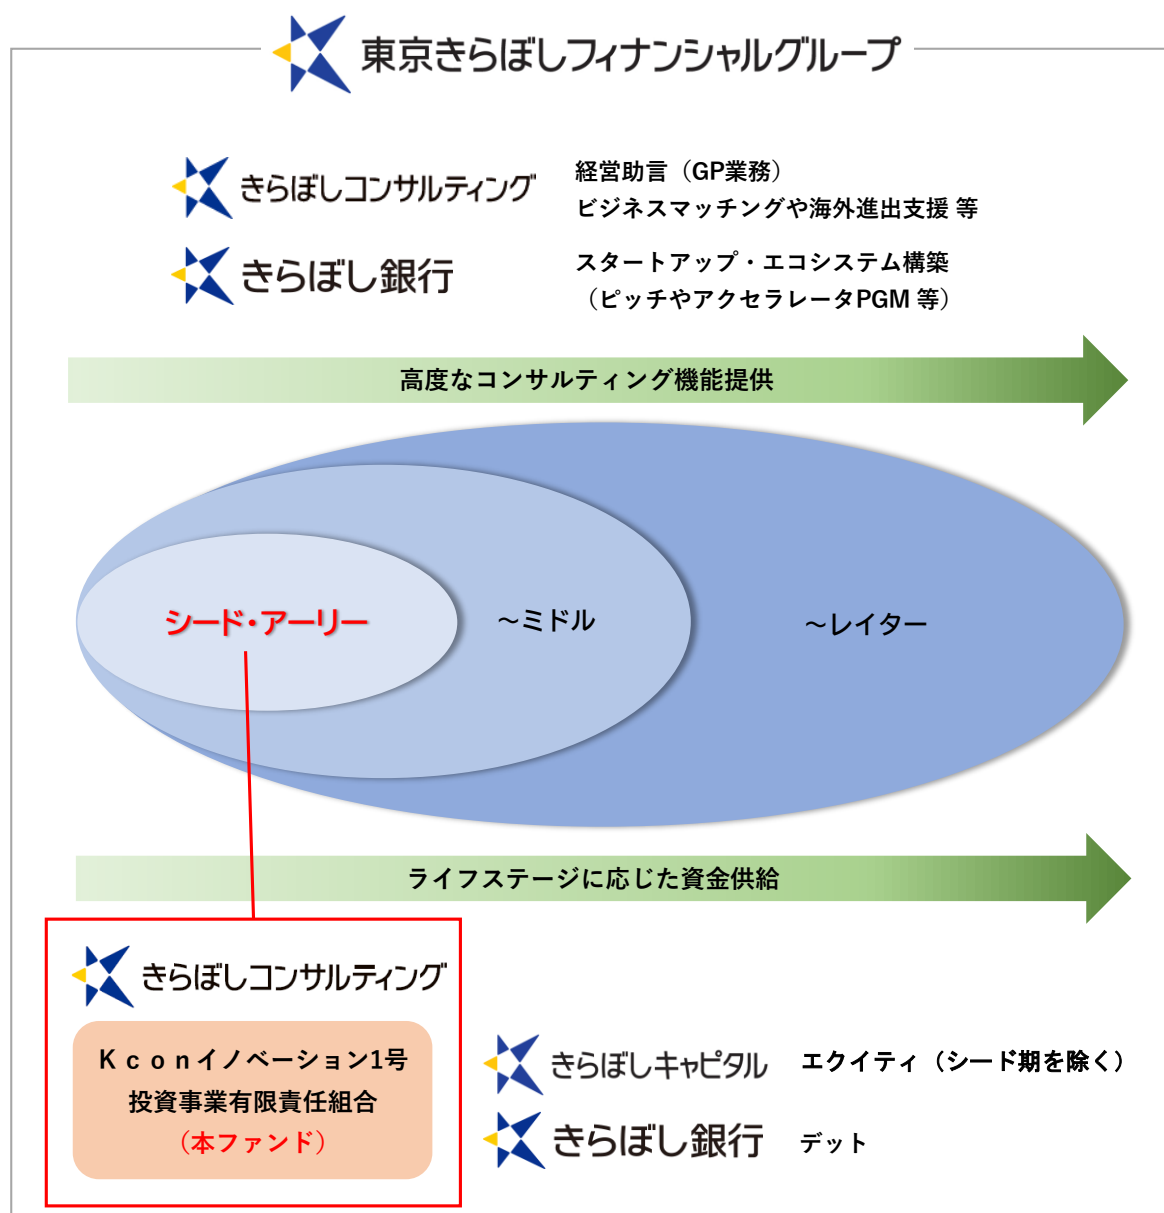 東京きらぼしフィナンシャルグループ
きらぼしコンサルティング
経営助言（GP業務）
ビジネスマッチングや海外進出支援 等
きらぼし銀行
スタートアップ・エコシステム構築
（ピッチやアクセラレータPGM 等）
高度なコンサルティング機能提供
シード・アーリー
～ミドル
～レイター
ライフステージに応じた資金供給
きらぼしコンサルティング
Ｋｃｏｎイノベーション1号
投資事業有限責任組合
（本ファンド）
きらぼしキャピタル
エクイティ（シード期を除く）
きらぼし銀行
デット